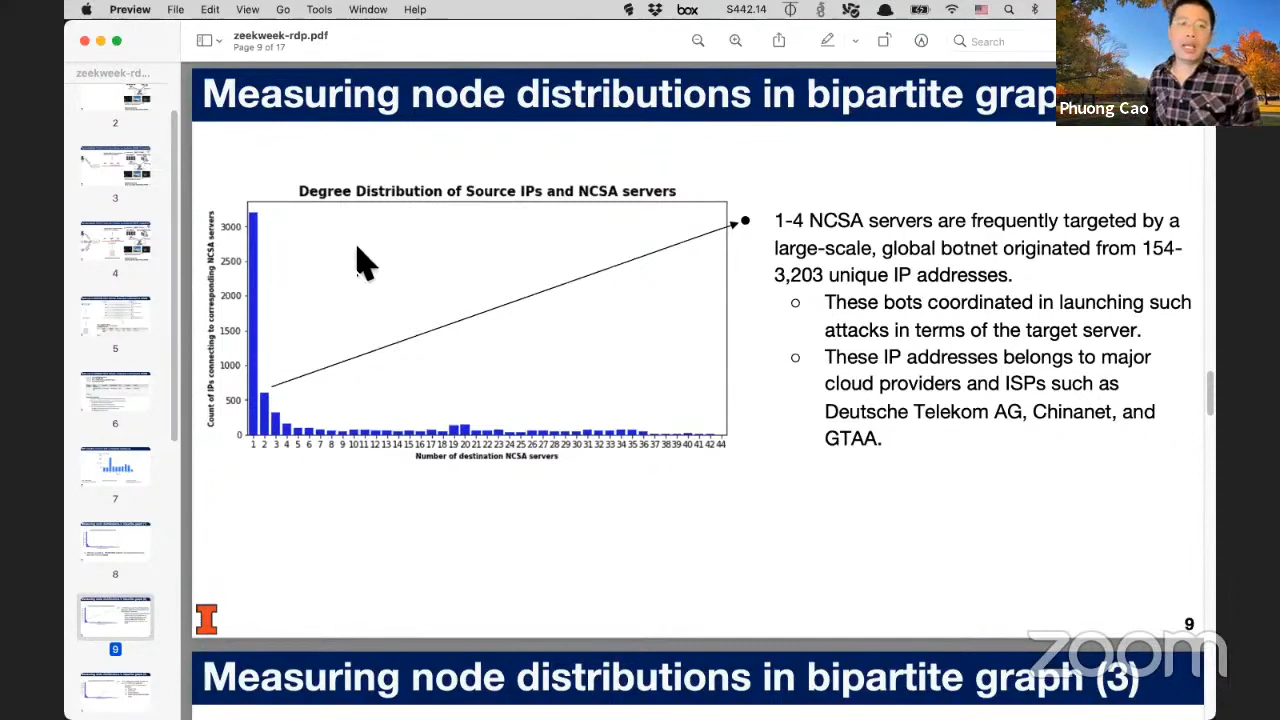 Preview File Edit View Go Tools Window Help
box S442.14
zeekweek-rdp.pdf
Page 9 of 17
Search
zeekweek-rd...
2
3
4
5
6
7
8
9
Measuring node distributions in bipartite grap
Phuong Cao
Degree Distribution of Source IPs and NCSA servers
Count of IPs connecting to corresponding NCSA servers
3000
2500
2000
1500
1000
500
0
1 2 3 4 5 6 7 8 9 10 11 12 13 14 15 16 17 18 19 20 21 22 23 24 25 26 27 28 29 30 31 32 33 34 35 36 37 38 39 40 41 42 44
Number of destination NCSA servers
● 1-4 NCSA servers are frequently targeted by a
large-scale, global botnet originated from 154-
3,203 unique IP addresses.
○ These bots coordinated in launching such
attacks in terms of the target server.
○ These IP addresses belongs to major
cloud providers and ISPs such as
Deutsche Telekom AG, Chinanet, and
GTAA.
I
9
zoom
Measuring node distributions in bipartite graph (3)